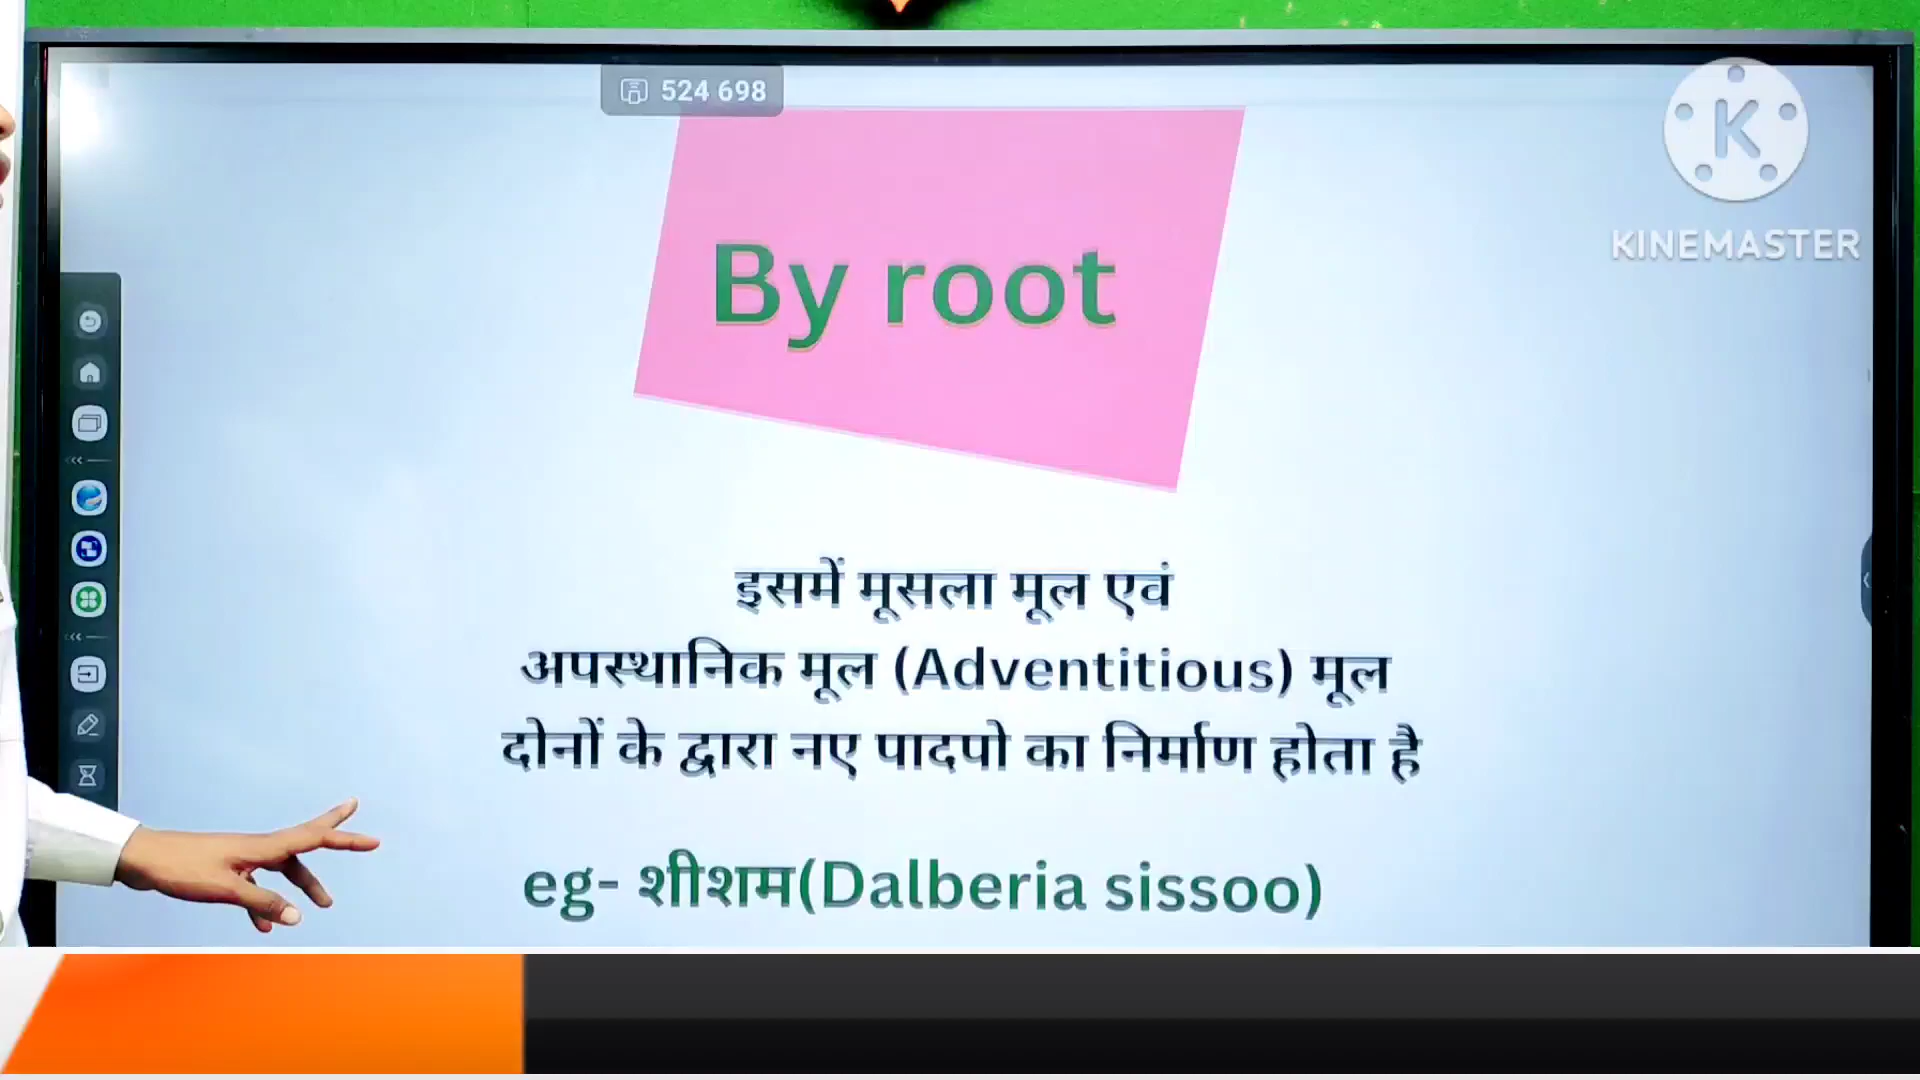 524 698
K
KINEMASTER
By root
इसमें मूसला मूल एवं
अपस्थानिक मूल (Adventitious) मूल
दोनों के द्वारा नए पादपो का निर्माण होता है
eg- शीशम(Dalberia sissoo)